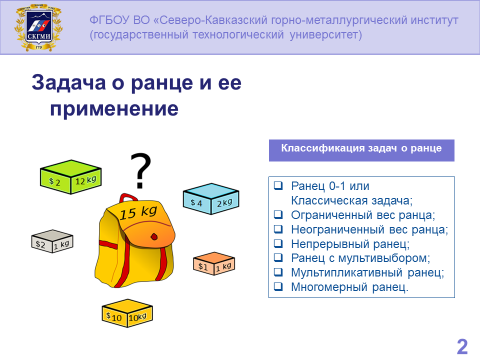 ФГБОУ ВО «Северо-Кавказский горно-металлургический институт
(государственный технологический университет)
СКГМИ
Задача о ранце и ее
применение
?
$ 2 12 kg
15 kg
$ 4 2 kg
$2 1 kg
$1 1 kg
$ 10 10kg
Классификация задач о ранце
❑ Ранец 0-1 или
Классическая задача;
❑ Ограниченный вес ранца;
❑ Неограниченный вес ранца;
❑ Непрерывный ранец;
❑ Ранец с мультивыбором;
❑ Мультипликативный ранец;
❑ Многомерный ранец.
2